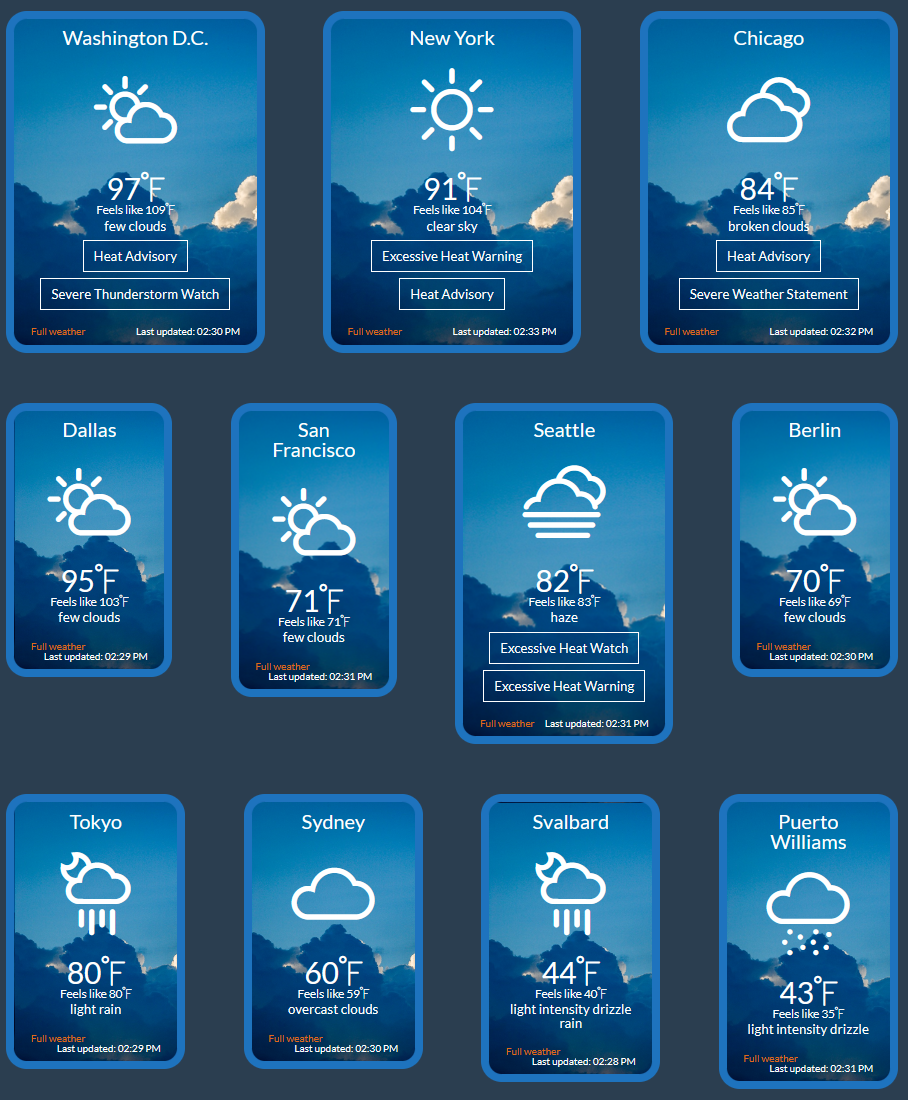 Washington D.C.
97°F
Feels like 109°F
few clouds
Heat Advisory
Severe Thunderstorm Watch
Full weather
Last updated: 02:30 PM
New York
91°F
Feels like 104°F
clear sky
Excessive Heat Warning
Heat Advisory
Full weather
Last updated: 02:33 PM
Chicago
84°F
Feels like 85°F
broken clouds
Heat Advisory
Severe Weather Statement
Full weather
Last updated: 02:32 PM
Dallas
95°F
Feels like 103°F
few clouds
Full weather
Last updated: 02:29 PM
San
Francisco
71°F
Feels like 71°F
few clouds
Full weather
Last updated: 02:31 PM
Seattle
82°F
Feels like 83°F
haze
Excessive Heat Watch
Excessive Heat Warning
Full weather
Last updated: 02:31 PM
Berlin
70°F
Feels like 69°F
few clouds
Full weather
Last updated: 02:30 PM
Tokyo
80°F
Feels like 80°F
light rain
Full weather
Last updated: 02:29 PM
Sydney
60°F
Feels like 59°F
overcast clouds
Full weather
Last updated: 02:30 PM
Svalbard
44°F
Feels like 40°F
light intensity drizzle
rain
Full weather
Last updated: 02:28 PM
Puerto
Williams
43°F
Feels like 35°F
light intensity drizzle
Full weather
Last updated: 02:31 PM